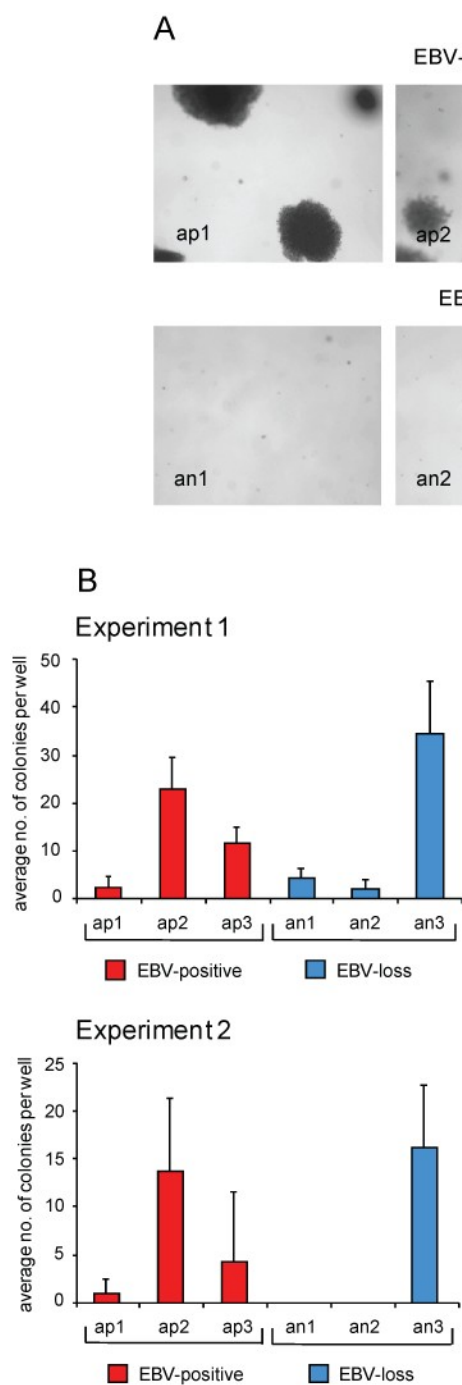 A
EBV-
ap1
ap2
EB
an1
an2
B
Experiment 1
average no. of colonies per well
50
40
30
20
10
0
ap1 ap2 ap3 an1 an2 an3
EBV-positive EBV-loss
Experiment 2
average no. of colonies per well
25
20
15
10
5
0
ap1 ap2 ap3 an1 an2 an3
EBV-positive EBV-loss